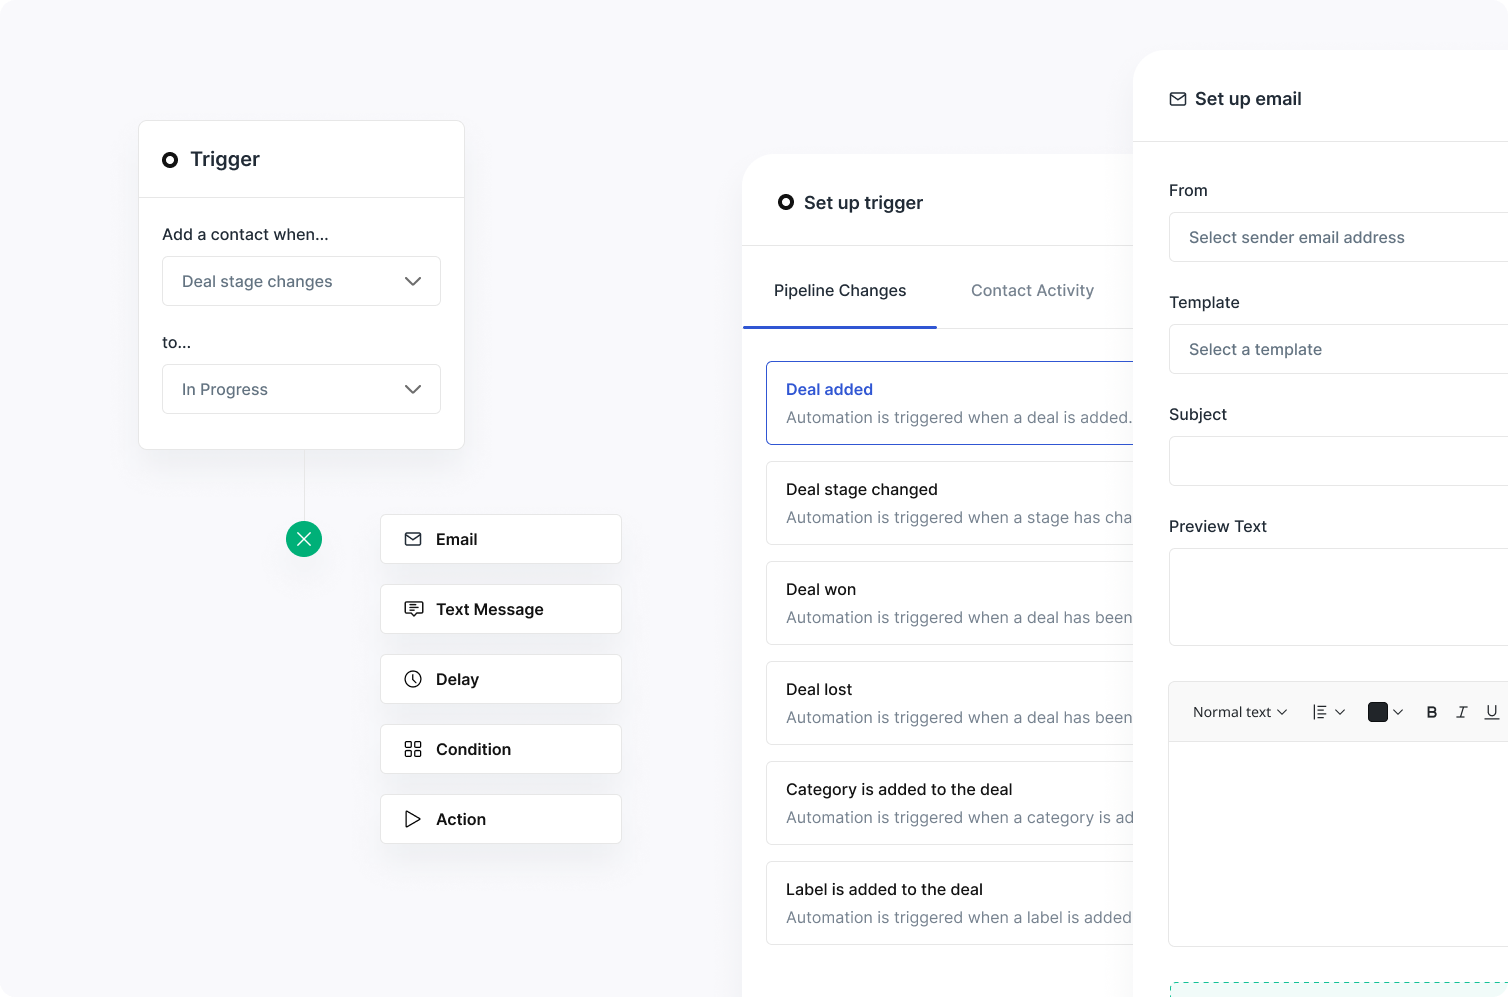 Trigger
Add a contact when...
Deal stage changes
to...
In Progress
Email
Text Message
Delay
Condition
Action
Set up trigger
Pipeline Changes
Contact Activity
Deal added
Automation is triggered when a deal is added.
Deal stage changed
Automation is triggered when a stage has cha
Deal won
Automation is triggered when a deal has been
Deal lost
Automation is triggered when a deal has been
Category is added to the deal
Automation is triggered when a category is ad
Label is added to the deal
Automation is triggered when a label is added
Set up email
From
Select sender email address
Template
Select a template
Subject
Preview Text
Normal text
B I U